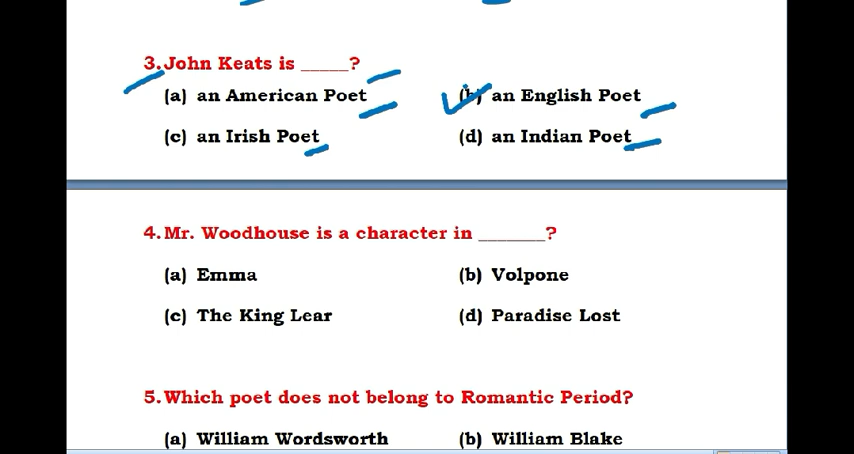 3. John Keats is _____?
(a) an American Poet (b) an English Poet
(c) an Irish Poet (d) an Indian Poet
4. Mr. Woodhouse is a character in _______?
(a) Emma (b) Volpone
(c) The King Lear (d) Paradise Lost
5. Which poet does not belong to Romantic Period?
(a) William Wordsworth (b) William Blake